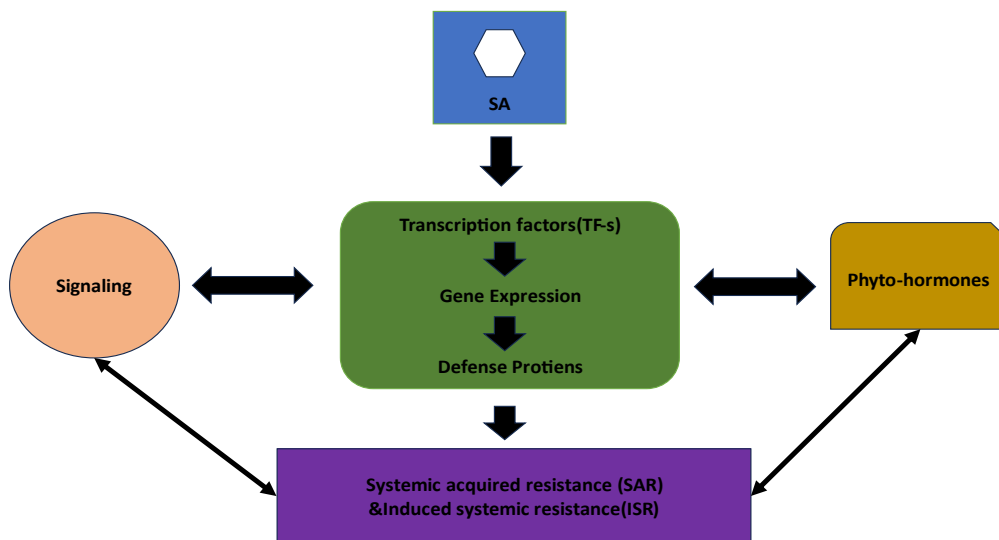 SA
Transcription factors(TF-s)
Signaling
Gene Expression
Phyto-hormones
Defense Protiens
Systemic acquired resistance (SAR)
&Induced systemic resistance(ISR)